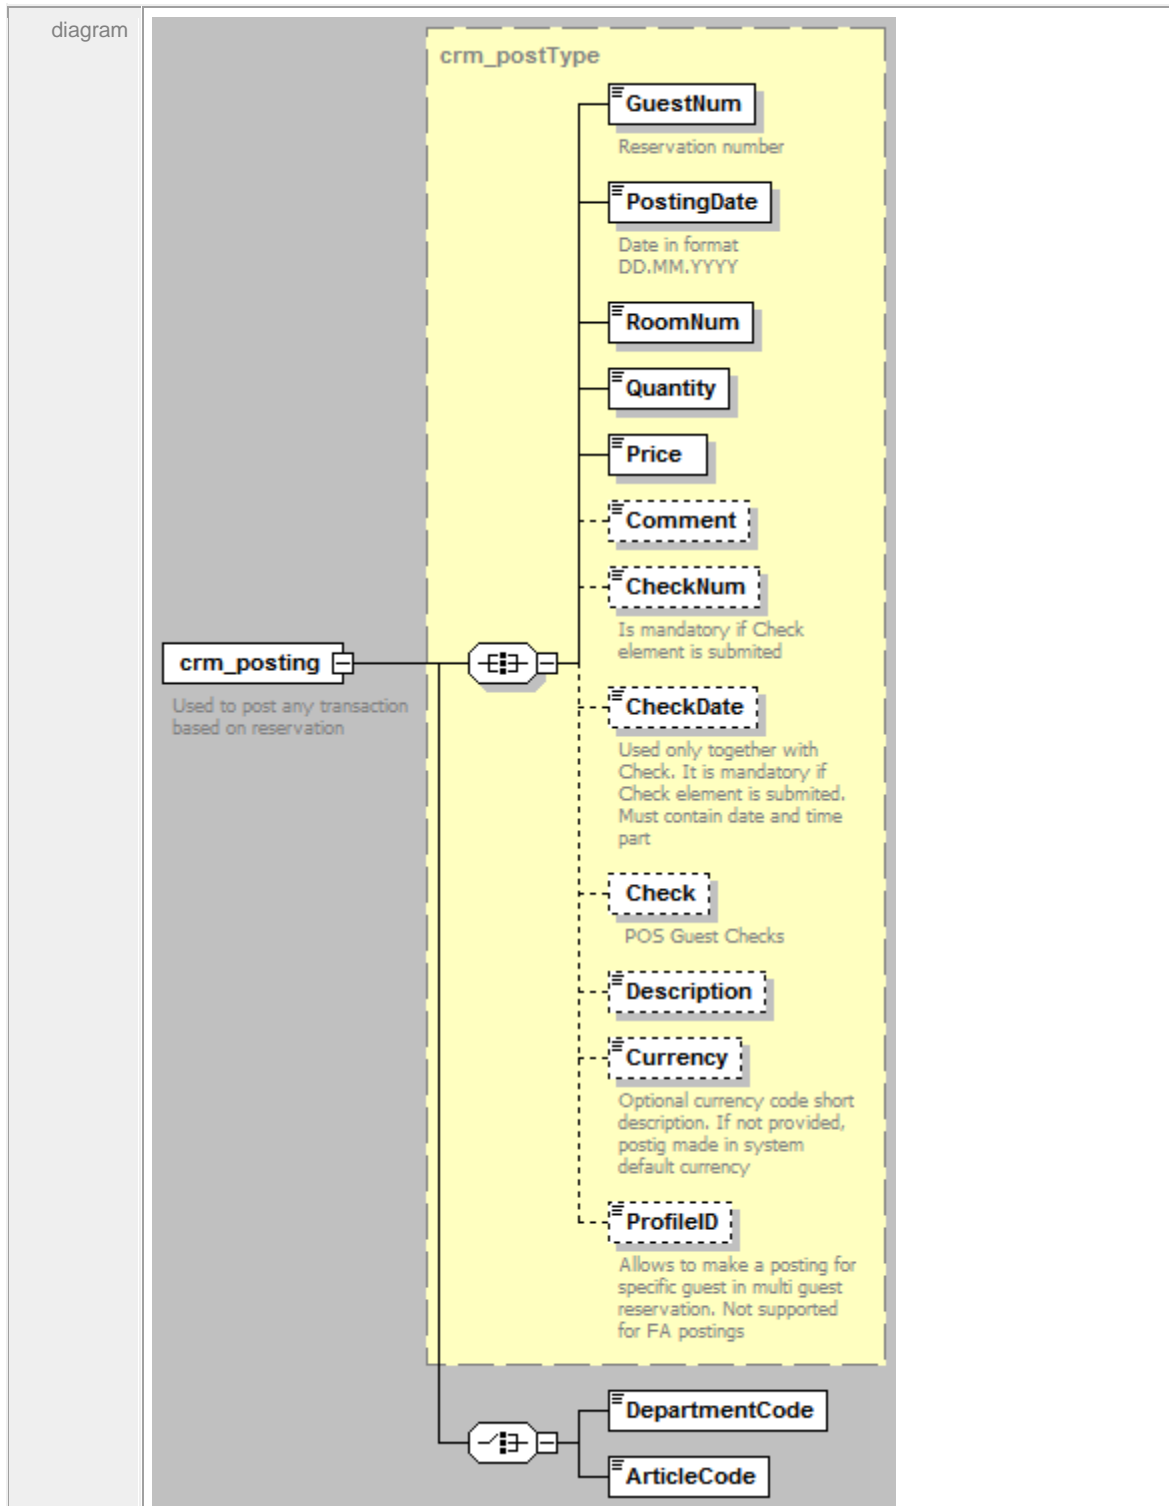 diagram
crm_postType
GuestNum
Reservation number
PostingDate
Date in format
DD.MM.YYYY
RoomNum
Quantity
Price
Comment
CheckNum
Is mandatory if Check
element is submited
crm_posting
Used to post any transaction
based on reservation
CheckDate
Used only together with
Check. It is mandatory if
Check element is submited.
Must contain date and time
part
Check
POS Guest Checks
Description
Currency
Optional currency code short
description. If not provided,
postig made in system
default currency
ProfileID
Allows to make a posting for
specific guest in multi guest
reservation. Not supported
for FA postings
DepartmentCode
ArticleCode